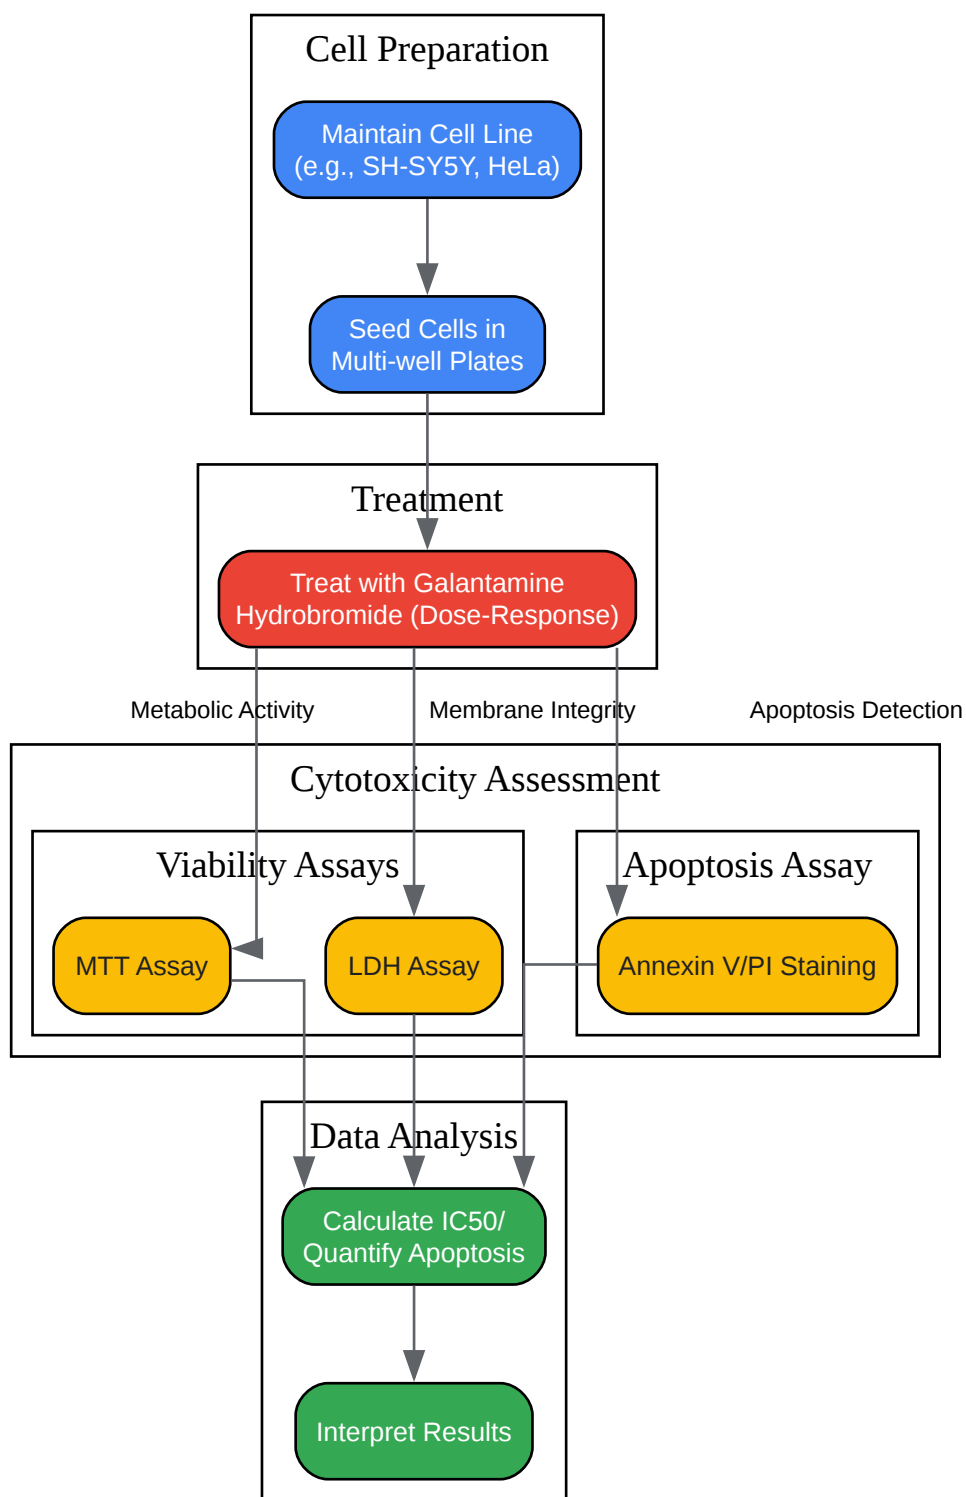 Cell Preparation
Maintain Cell Line
(e.g., SH-SY5Y, HeLa)
Seed Cells in
Multi-well Plates
Treatment
Treat with Galantamine
Hydrobromide (Dose-Response)
Metabolic Activity
Membrane Integrity
Apoptosis Detection
Cytotoxicity Assessment
Viability Assays
Apoptosis Assay
MTT Assay
LDH Assay
Annexin V/PI Staining
Data Analysis
Calculate IC50/
Quantify Apoptosis
Interpret Results